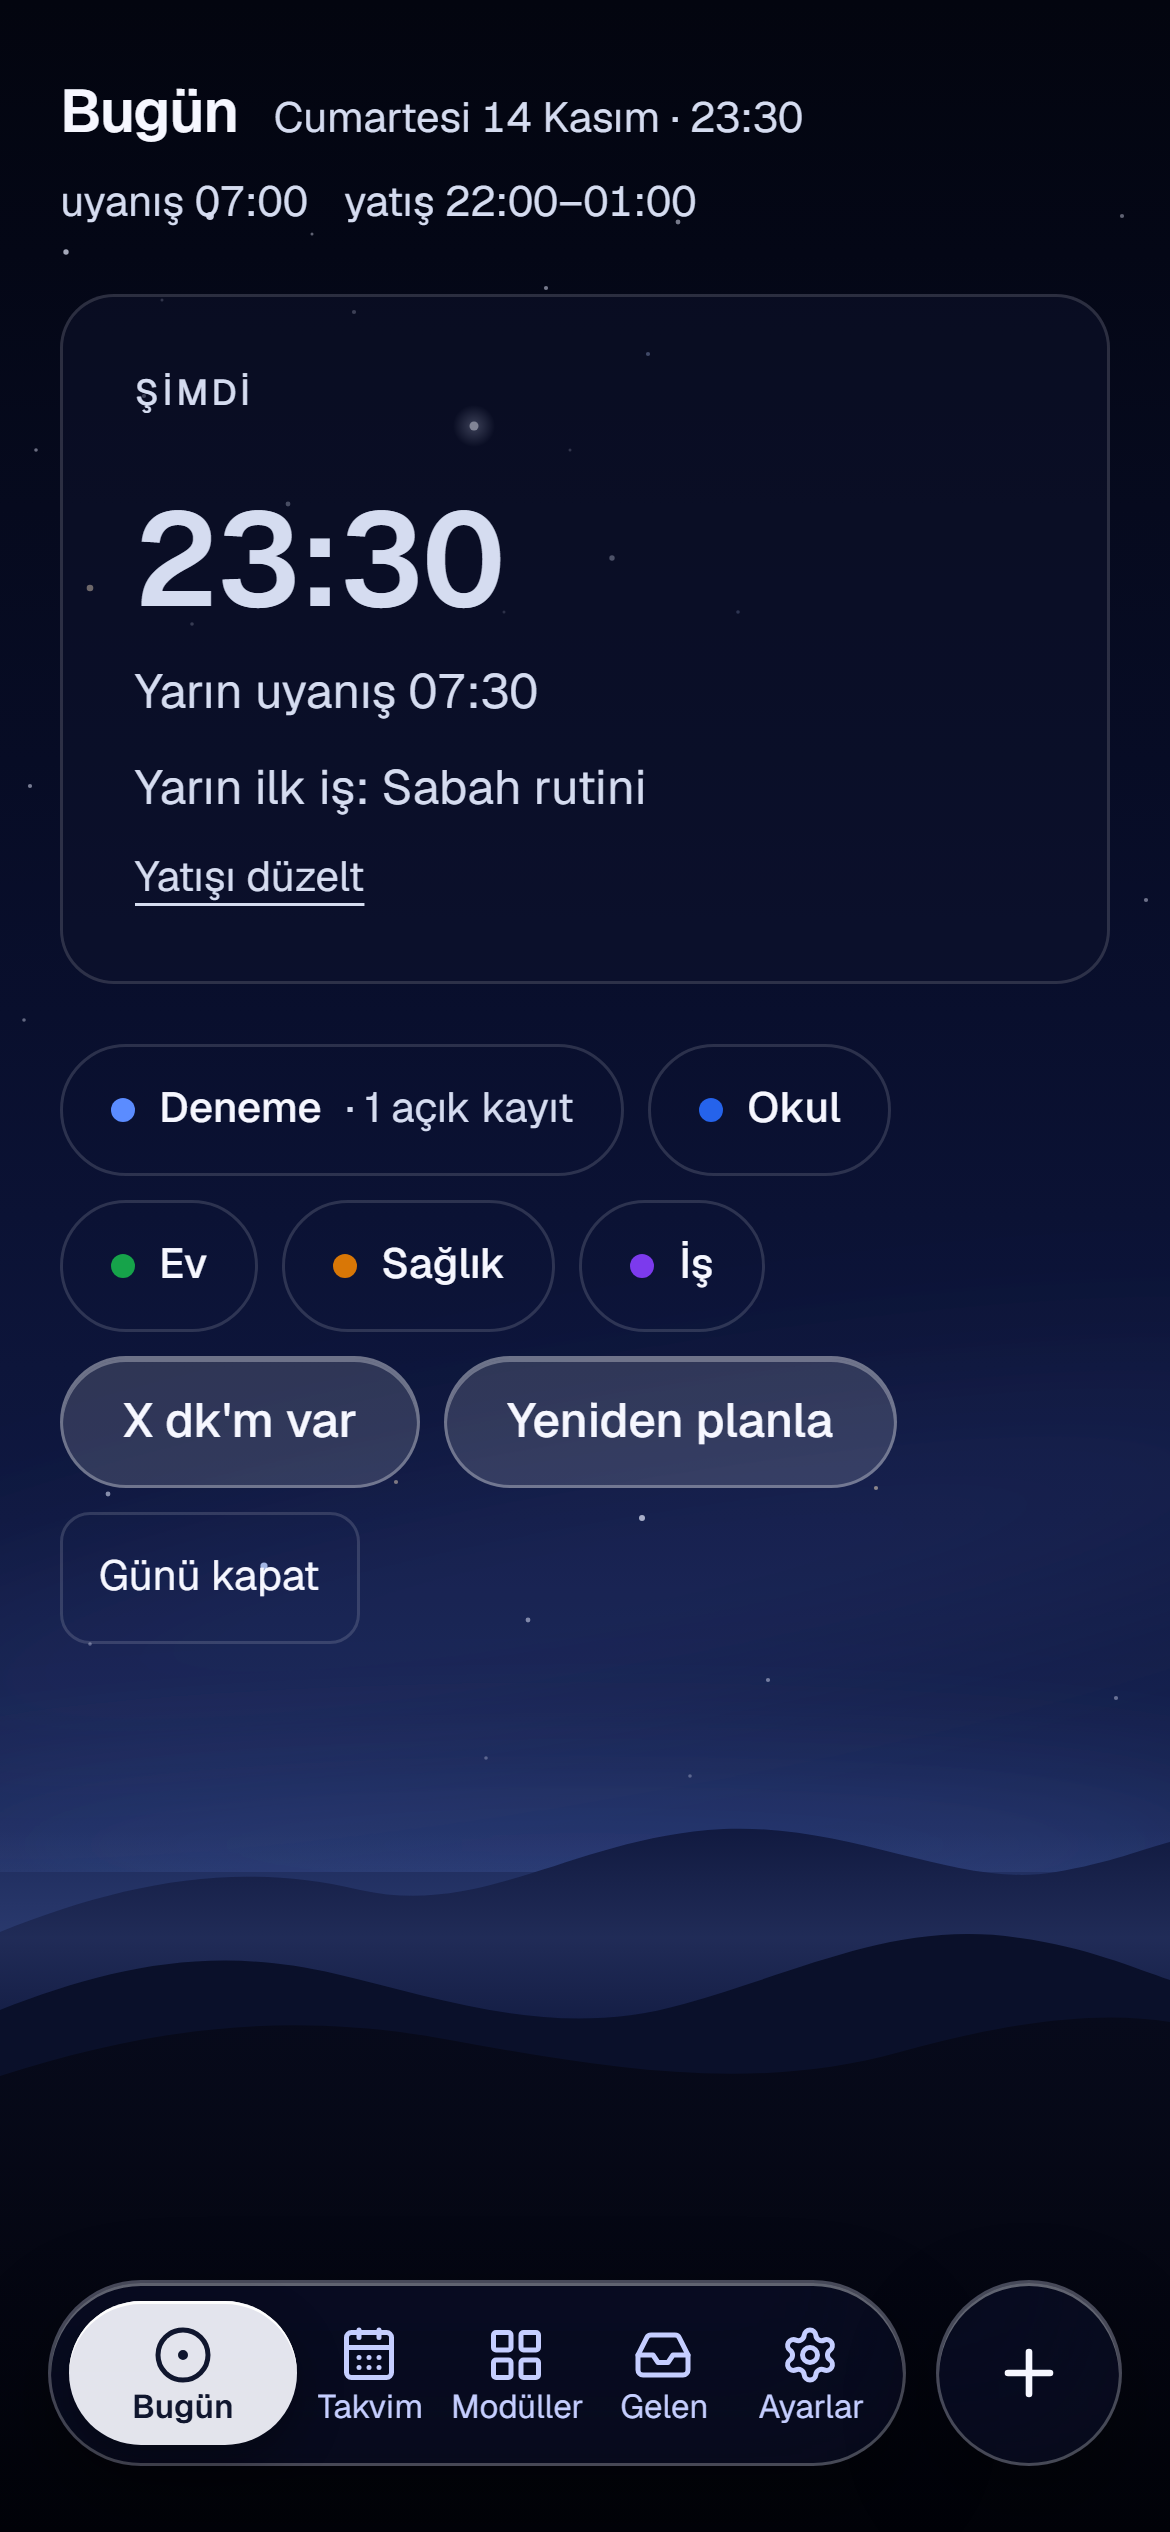 Bugün Cumartesi 14 Kasım · 23:30
uyanış 07:00 yatış 22:00–01:00
ŞİMDİ
23:30
Yarın uyanış 07:30
Yarın ilk iş: Sabah rutini
Yatışı düzelt
Deneme · 1 açık kayıt Okul
Ev Sağlık İş
X dk'm var Yeniden planla
Günü kapat
Bugün Takvim Modüller Gelen Ayarlar